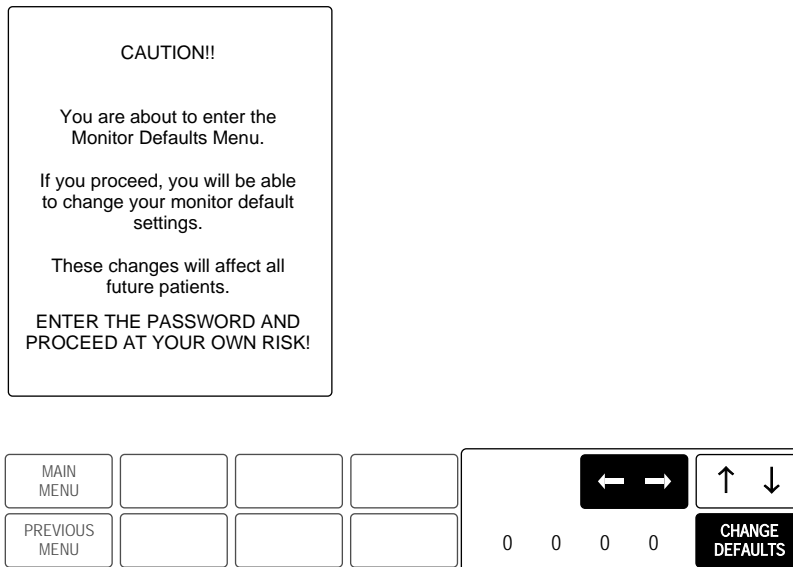 CAUTION!!
You are about to enter the
Monitor Defaults Menu.
If you proceed, you will be able
to change your monitor default
settings.
These changes will affect all
future patients.
ENTER THE PASSWORD AND
PROCEED AT YOUR OWN RISK!
MAIN
MENU
← →
↑ ↓
PREVIOUS
MENU
0 0 0 0
CHANGE
DEFAULTS